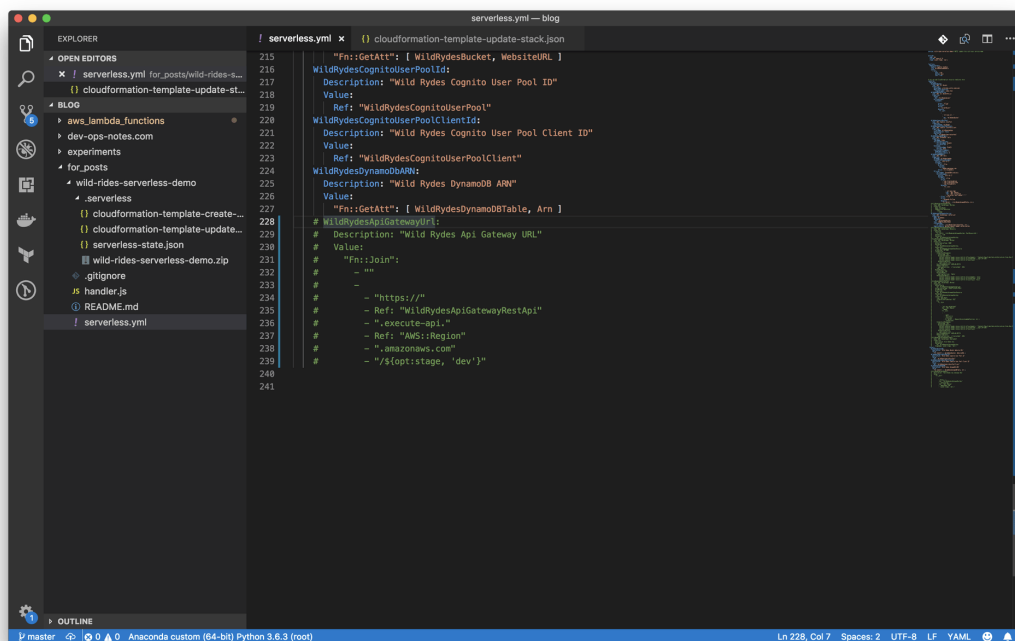 serverless.yml — blog
EXPLORER
OPEN EDITORS
serverless.yml for_posts/wild-rides-s...
{} cloudformation-template-update-st...
BLOG
aws_lambda_functions
dev-ops-notes.com
experiments
for_posts
wild-rides-serverless-demo
.serverless
{} cloudformation-template-create-...
{} cloudformation-template-update...
{} serverless-state.json
wild-rides-serverless-demo.zip
.gitignore
JS handler.js
README.md
! serverless.yml
OUTLINE
5
1
! serverless.yml ×
{} cloudformation-template-update-stack.json
215 "Fn::GetAtt": [ WildRydesBucket, WebsiteURL ]
216 WildRydesCognitoUserPoolId:
217 Description: "Wild Rydes Cognito User Pool ID"
218 Value:
219 Ref: "WildRydesCognitoUserPool"
220 WildRydesCognitoUserPoolClientId:
221 Description: "Wild Rydes Cognito User Pool Client ID"
222 Value:
223 Ref: "WildRydesCognitoUserPoolClient"
224 WildRydesDynamoDbARN:
225 Description: "Wild Rydes DynamoDB ARN"
226 Value:
227 "Fn::GetAtt": [ WildRydesDynamoDBTable, Arn ]
228 # WildRydesApiGatewayUrl:
229 # Description: "Wild Rydes Api Gateway URL"
230 # Value:
231 # "Fn::Join":
232 # - ""
233 # -
234 # - "https://"
235 # - Ref: "WildRydesApiGatewayRestApi"
236 # - ".execute-api."
237 # - Ref: "AWS::Region"
238 # - ".amazonaws.com"
239 # - "/${opt:stage, 'dev'}"
240
241
master 0 0 Anaconda custom (64-bit) Python 3.6.3 (root)
Ln 228, Col 7 Spaces: 2 UTF-8 LF YAML